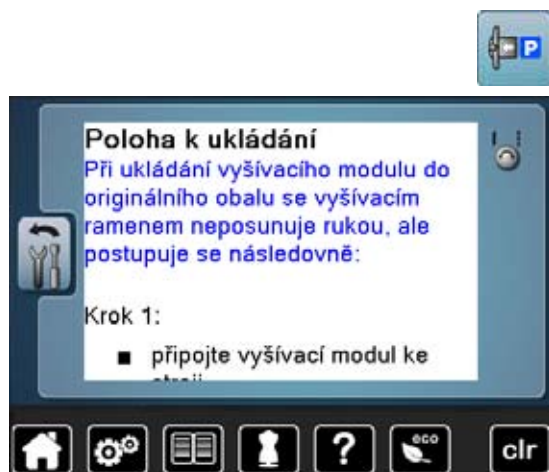 P
Poloha k ukládání
Při ukládání vyšívacího modulu do
originálního obalu se vyšívacím
ramenem neposunuje rukou, ale
postupuje se následovně:
Krok 1:
■ připojte vyšívací modul ke
? eco clr